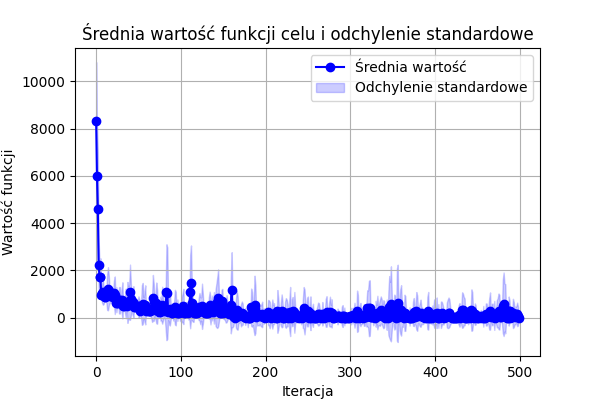 Średnia wartość funkcji celu i odchylenie standardowe
Średnia wartość
Odchylenie standardowe
Wartość funkcji
10000
8000
6000
4000
2000
0
0 100 200 300 400 500
Iteracja